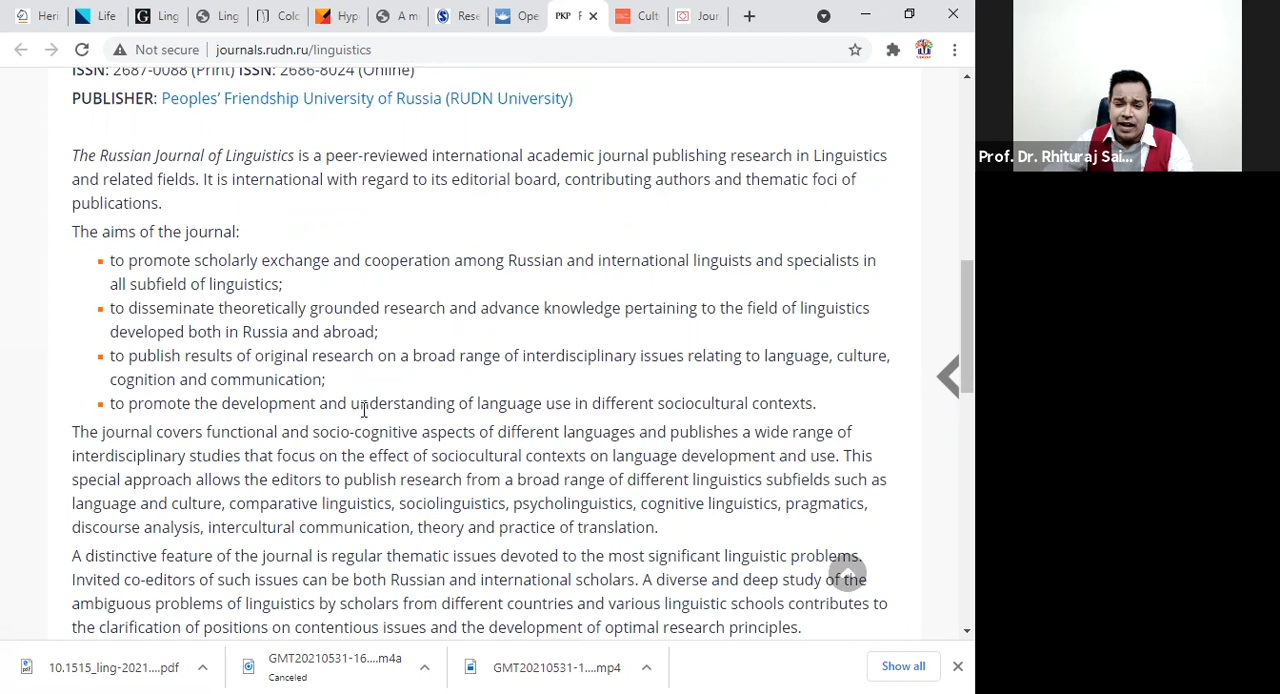 Heri
Life
Ling
Ling
Colo
Hyp
A m
Rese
Ope
PKP F
Cult
Jour
Not secure
journals.rudn.ru/linguistics
ISSN: 2687-0088 (Print) ISSN: 2686-8024 (Online)
PUBLISHER: Peoples’ Friendship University of Russia (RUDN University)
The Russian Journal of Linguistics is a peer-reviewed international academic journal publishing research in Linguistics
and related fields. It is international with regard to its editorial board, contributing authors and thematic foci of
publications.
The aims of the journal:
to promote scholarly exchange and cooperation among Russian and international linguists and specialists in
all subfield of linguistics;
to disseminate theoretically grounded research and advance knowledge pertaining to the field of linguistics
developed both in Russia and abroad;
to publish results of original research on a broad range of interdisciplinary issues relating to language, culture,
cognition and communication;
to promote the development and understanding of language use in different sociocultural contexts.
The journal covers functional and socio-cognitive aspects of different languages and publishes a wide range of
interdisciplinary studies that focus on the effect of sociocultural contexts on language development and use. This
special approach allows the editors to publish research from a broad range of different linguistics subfields such as
language and culture, comparative linguistics, sociolinguistics, psycholinguistics, cognitive linguistics, pragmatics,
discourse analysis, intercultural communication, theory and practice of translation.
A distinctive feature of the journal is regular thematic issues devoted to the most significant linguistic problems.
Invited co-editors of such issues can be both Russian and international scholars. A diverse and deep study of the
ambiguous problems of linguistics by scholars from different countries and various linguistic schools contributes to
the clarification of positions on contentious issues and the development of optimal research principles.
10.1515_ling-2021....pdf
GMT20210531-16....m4a
Canceled
GMT20210531-1....mp4
Show all
Prof. Dr. Rhituraj Sai...